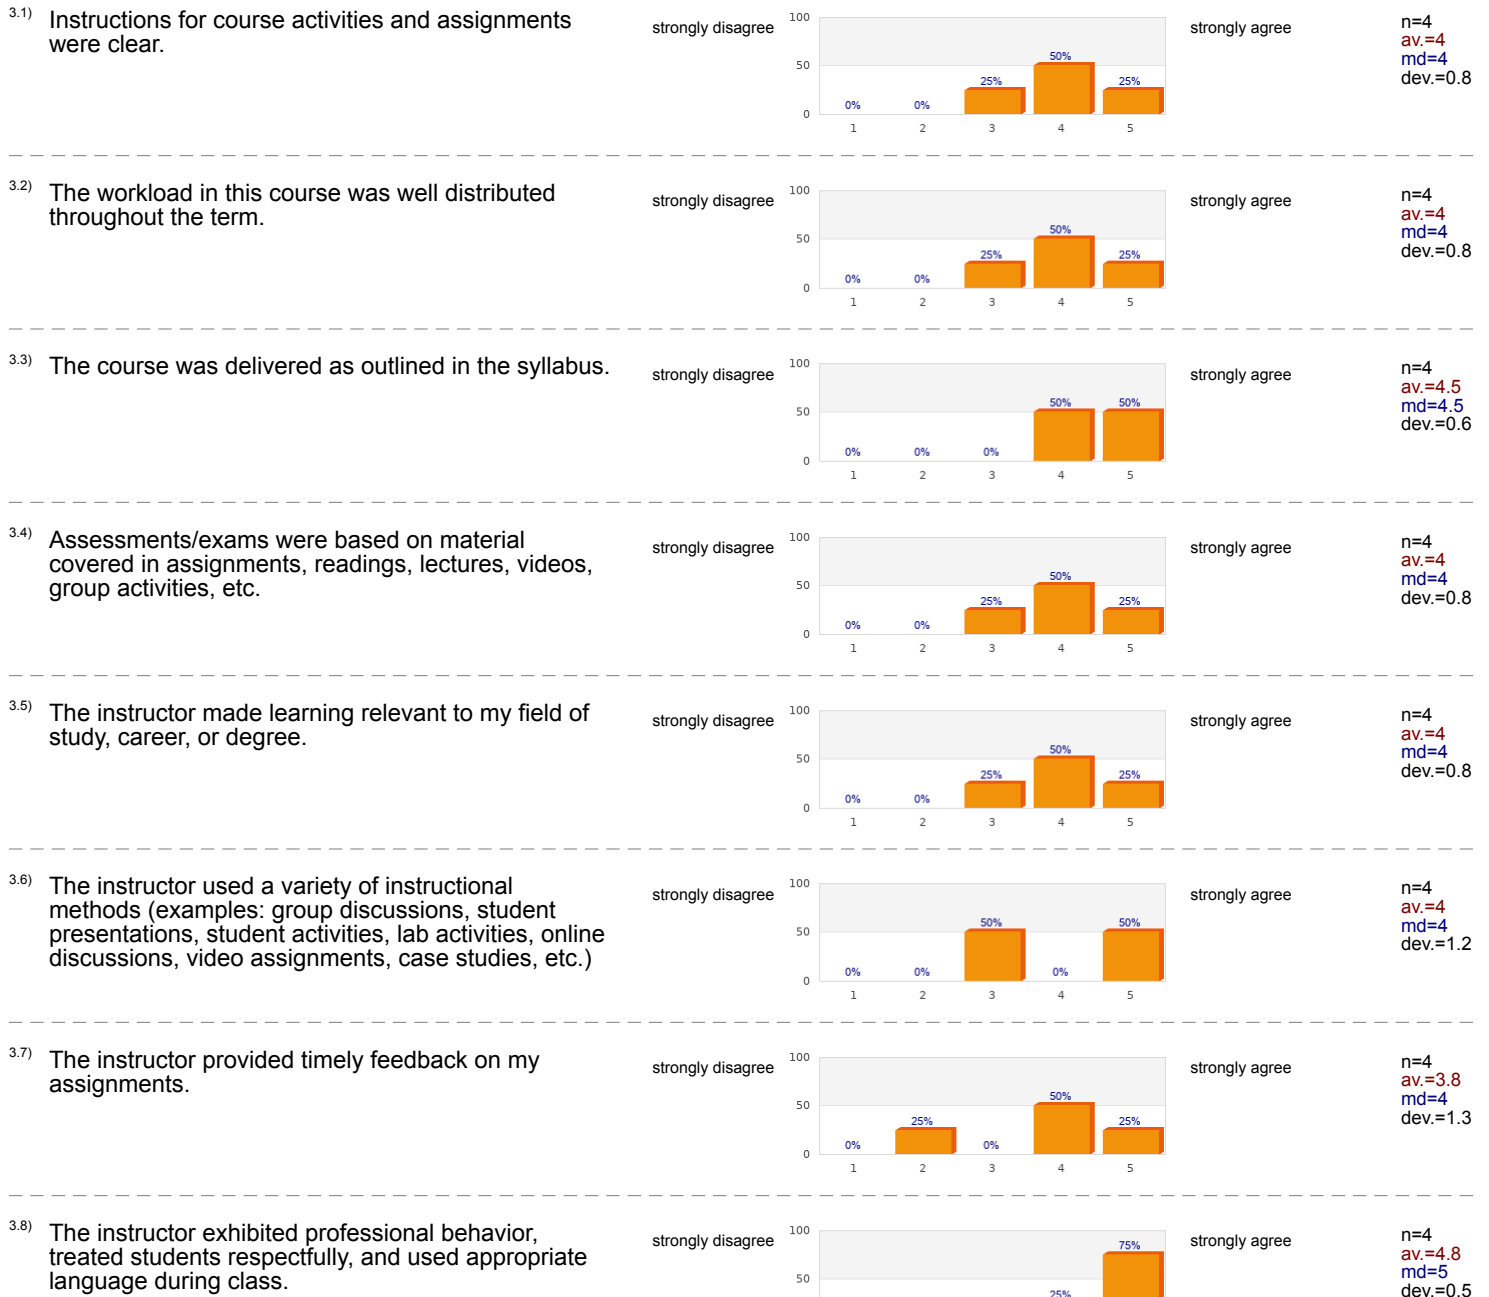 3.1) Instructions for course activities and assignments
were clear.
strongly disagree
100
50
0
0%
0%
25%
50%
25%
1 2 3 4 5
strongly agree
n=4
av.=4
md=4
dev.=0.8
3.2) The workload in this course was well distributed
throughout the term.
strongly disagree
100
50
0
0%
0%
25%
50%
25%
1 2 3 4 5
strongly agree
n=4
av.=4
md=4
dev.=0.8
3.3) The course was delivered as outlined in the syllabus.
strongly disagree
100
50
0
0%
0%
0%
50%
50%
1 2 3 4 5
strongly agree
n=4
av.=4.5
md=4.5
dev.=0.6
3.4) Assessments/exams were based on material
covered in assignments, readings, lectures, videos,
group activities, etc.
strongly disagree
100
50
0
0%
0%
25%
50%
25%
1 2 3 4 5
strongly agree
n=4
av.=4
md=4
dev.=0.8
3.5) The instructor made learning relevant to my field of
study, career, or degree.
strongly disagree
100
50
0
0%
0%
25%
50%
25%
1 2 3 4 5
strongly agree
n=4
av.=4
md=4
dev.=0.8
3.6) The instructor used a variety of instructional
methods (examples: group discussions, student
presentations, student activities, lab activities, online
discussions, video assignments, case studies, etc.)
strongly disagree
100
50
0
0%
0%
50%
0%
50%
1 2 3 4 5
strongly agree
n=4
av.=4
md=4
dev.=1.2
3.7) The instructor provided timely feedback on my
assignments.
strongly disagree
100
50
0
0%
25%
0%
50%
25%
1 2 3 4 5
strongly agree
n=4
av.=3.8
md=4
dev.=1.3
3.8) The instructor exhibited professional behavior,
treated students respectfully, and used appropriate
language during class.
strongly disagree
100
50
25%
75%
strongly agree
n=4
av.=4.8
md=5
dev.=0.5